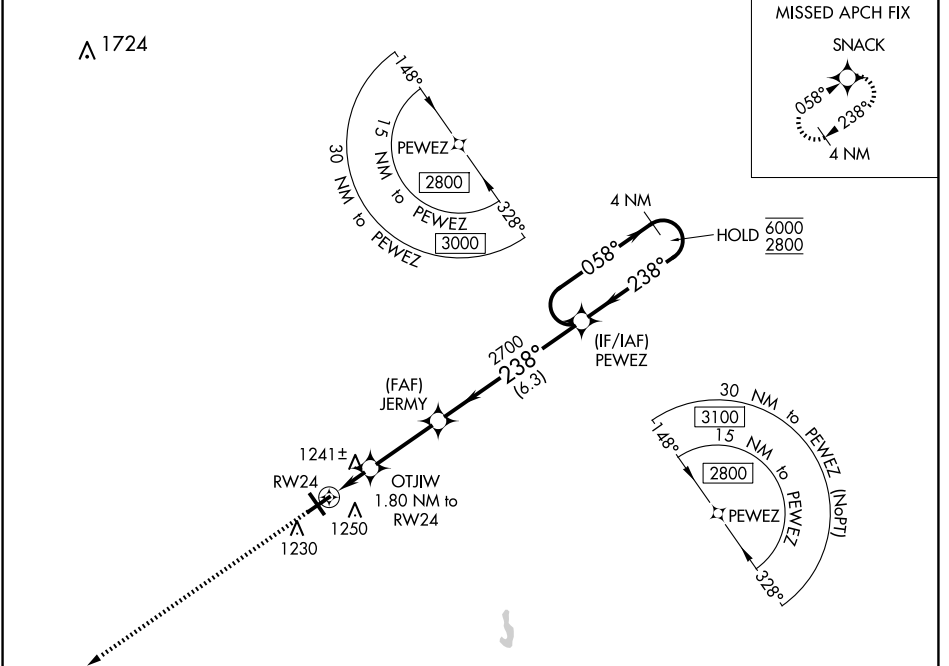 MISSED APCH FIX
SNACK
058°
238°
4 NM
1724
148°
PEWEZ
15 NM to PEWEZ
2800
30 NM to PEWEZ
3000
328°
4 NM
HOLD 6000
2800
058°
238°
(IF/IAF)
PEWEZ
2700
238°
(6.3)
(FAF)
JERMY
1241±
OTJIW
1.80 NM to
RW24
RW24
1250
1230
30 NM to PEWEZ (NoPT)
3100
148°
15 NM to PEWEZ
2800
PEWEZ
328°